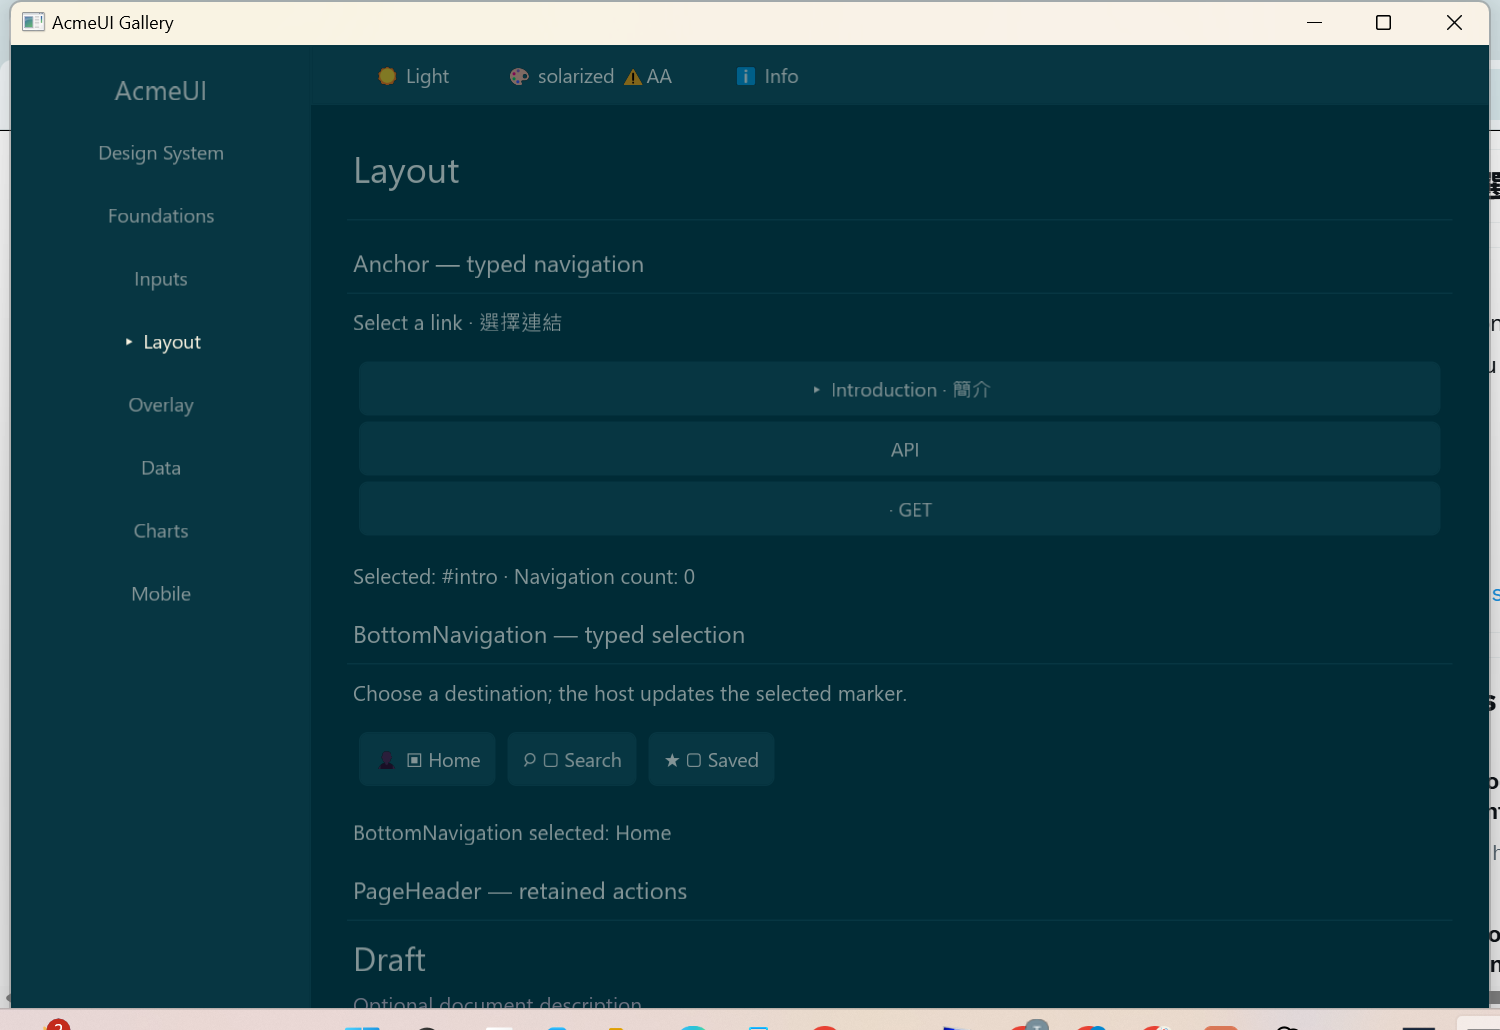 AcmeUI Gallery
Light
solarized ⚠ AA
Info
AcmeUI
Design System
Foundations
Inputs
▸ Layout
Overlay
Data
Charts
Mobile
Layout
Anchor — typed navigation
Select a link · 選擇連結
▸ Introduction · 簡介
API
· GET
Selected: #intro · Navigation count: 0
BottomNavigation — typed selection
Choose a destination; the host updates the selected marker.
▣ Home
▢ Search
★ ▢ Saved
BottomNavigation selected: Home
PageHeader — retained actions
Draft
Optional document description
2